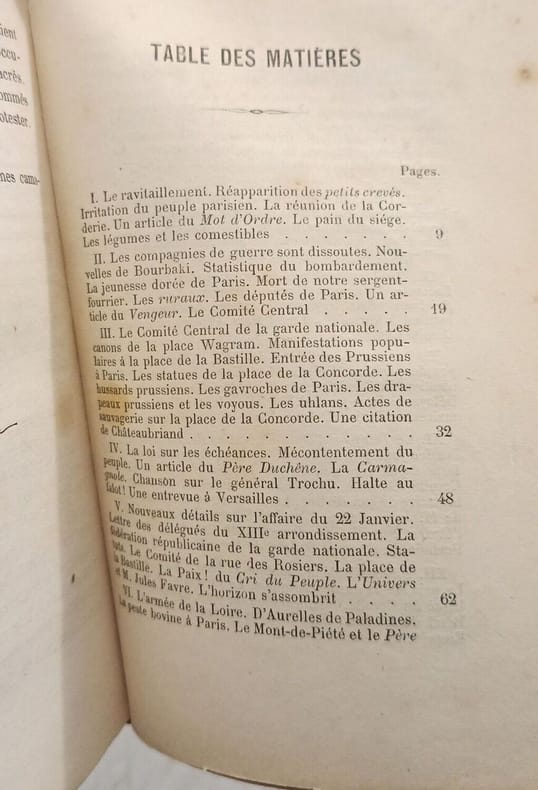 ient
ccu-
acrés.
ommés
otester.
nes cama-
TABLE DES MATIÈRES
Pages.
I. Le ravitaillement. Réapparition des petits crevés.
Irritation du peuple parisien. La réunion de la Cor-
derie. Un article du Mot d'Ordre. Le pain du siége.
Les légumes et les comestibles . . . . . . . 9
II. Les compagnies de guerre sont dissoutes. Nou-
velles de Bourbaki. Statistique du bombardement.
La jeunesse dorée de Paris. Mort de notre sergent-
fourrier. Les ruraux. Les députés de Paris. Un ar-
ticle du Vengeur. Le Comité Central . . . . . 19
III. Le Comité Central de la garde nationale. Les
canons de la place Wagram. Manifestations popu-
laires à la place de la Bastille. Entrée des Prussiens
à Paris. Les statues de la place de la Concorde. Les
hussards prussiens. Les gavroches de Paris. Les dra-
peaux prussiens et les voyous. Les uhlans. Actes de
sauvagerie sur la place de la Concorde. Une citation
de Châteaubriand . . . . . . . . . . . . 32
IV. La loi sur les échéances. Mécontentement du
peuple. Un article du Père Duchêne. La Carma-
gnole. Chanson sur le général Trochu. Halte au
falot! Une entrevue à Versailles . . . . . . . 48
V. Nouveaux détails sur l'affaire du 22 Janvier.
Lettre des délégués du XIIIe arrondissement. La
fédération républicaine de la garde nationale. Sta-
tuts. Le Comité de la rue des Rosiers. La place de
la Bastille. La Paix! du Cri du Peuple. L'Univers
et M. Jules Favre. L'horizon s'assombrit . . . . 62
VI. L'armée de la Loire. D'Aurelles de Paladines.
La peste bovine à Paris. Le Mont-de-Piété et le Père